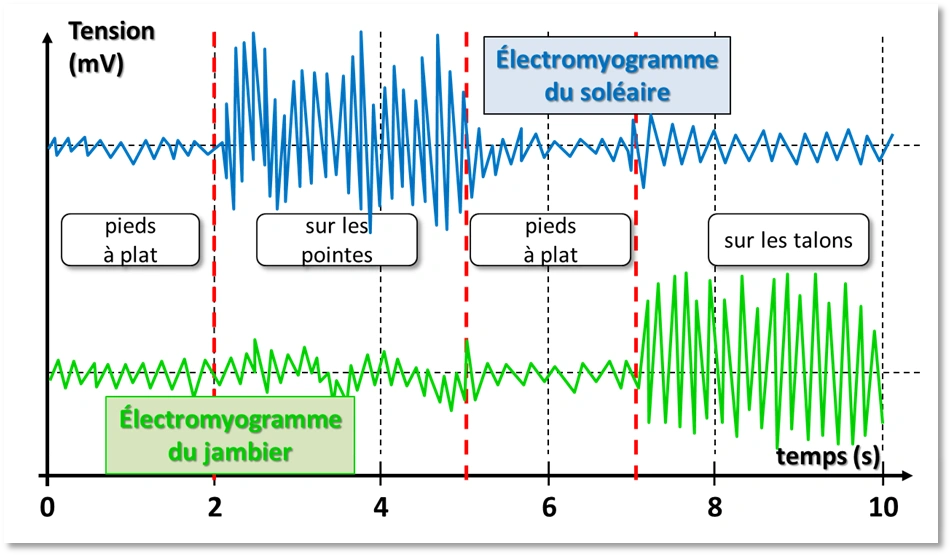 Tension
(mV)
Électromyogramme
du soléaire
pieds
à plat
sur les
pointes
pieds
à plat
sur les talons
Électromyogramme
du jambier
temps (s)
0 2 4 6 8 10